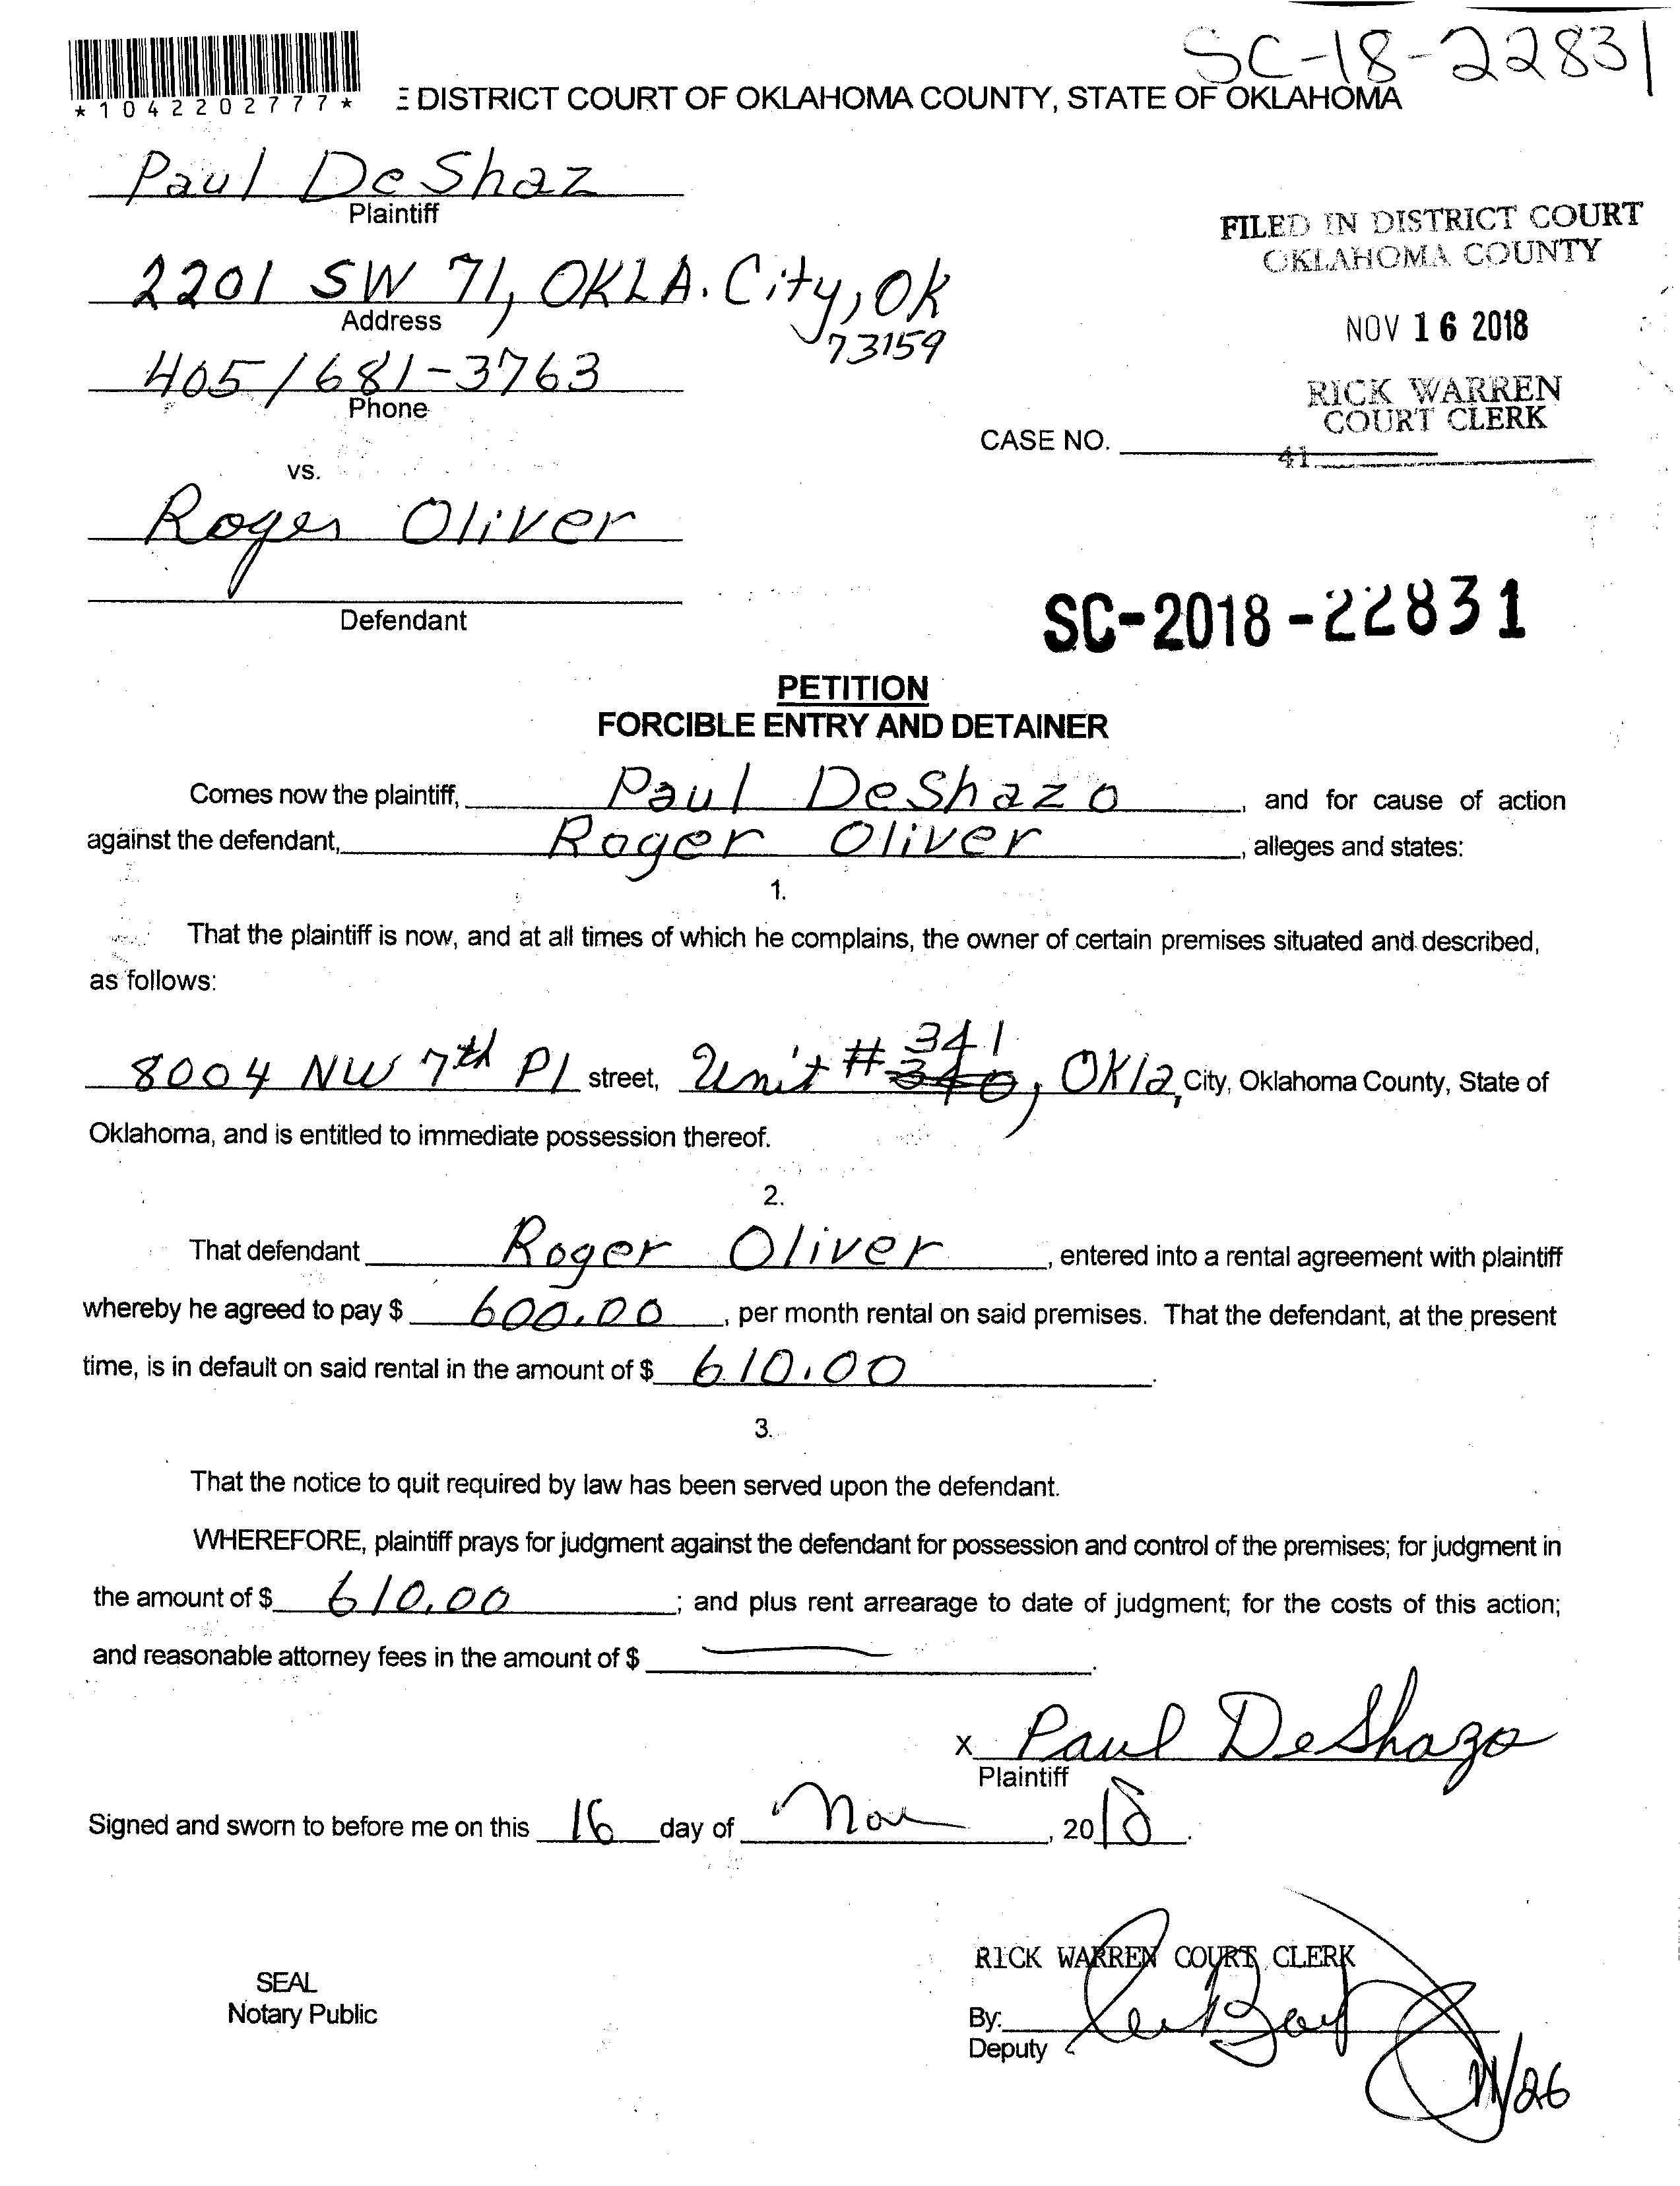 SC-18-22831
*1042202777*
E DISTRICT COURT OF OKLAHOMA COUNTY, STATE OF OKLAHOMA
Paul DeShaz
Plaintiff
FILED IN DISTRICT COURT
OKLAHOMA COUNTY
2201 SW 71, OKLA. City, OK
Address
73159
NOV 16 2018
405/681-3763
Phone
RICK WARREN
COURT CLERK
CASE NO.
41
vs.
Roger Oliver
Defendant
SC-2018-22831
PETITION
FORCIBLE ENTRY AND DETAINER
Comes now the plaintiff, Paul DeShazo, and for cause of action
against the defendant, Roger Oliver, alleges and states:
1.
That the plaintiff is now, and at all times of which he complains, the owner of certain premises situated and described,
as follows:
341
8004 NW 7th Pl street, Unit # 340, Okla, City, Oklahoma County, State of
Oklahoma, and is entitled to immediate possession thereof.
2.
That defendant Roger Oliver, entered into a rental agreement with plaintiff
whereby he agreed to pay $ 600.00, per month rental on said premises. That the defendant, at the present
time, is in default on said rental in the amount of $ 610.00.
3.
That the notice to quit required by law has been served upon the defendant.
WHEREFORE, plaintiff prays for judgment against the defendant for possession and control of the premises; for judgment in
the amount of $ 610.00; and plus rent arrearage to date of judgment; for the costs of this action;
and reasonable attorney fees in the amount of $ —.
X Paul DeShazo
Plaintiff
Signed and sworn to before me on this 16 day of Nov, 2018.
RICK WARREN COURT CLERK
SEAL
Notary Public
By:
Deputy
11/26